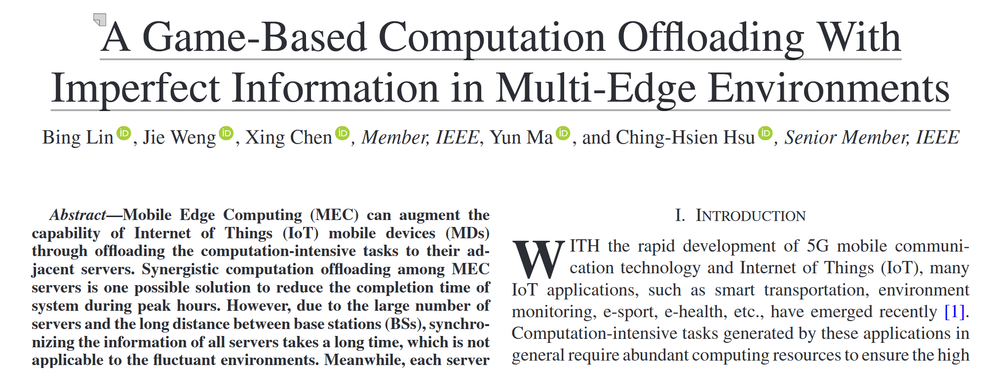 A Game-Based Computation Offloading With
Imperfect Information in Multi-Edge Environments
Bing Lin iD, Jie Weng iD, Xing Chen iD, Member, IEEE, Yun Ma iD, and Ching-Hsien Hsu iD, Senior Member, IEEE
Abstract—Mobile Edge Computing (MEC) can augment the
capability of Internet of Things (IoT) mobile devices (MDs)
through offloading the computation-intensive tasks to their ad-
jacent servers. Synergistic computation offloading among MEC
servers is one possible solution to reduce the completion time of
system during peak hours. However, due to the large number of
servers and the long distance between base stations (BSs), synchro-
nizing the information of all servers takes a long time, which is not
applicable to the fluctuant environments. Meanwhile, each server
I. INTRODUCTION
WITH the rapid development of 5G mobile communi-
cation technology and Internet of Things (IoT), many
IoT applications, such as smart transportation, environment
monitoring, e-sport, e-health, etc., have emerged recently [1].
Computation-intensive tasks generated by these applications in
general require abundant computing resources to ensure the high